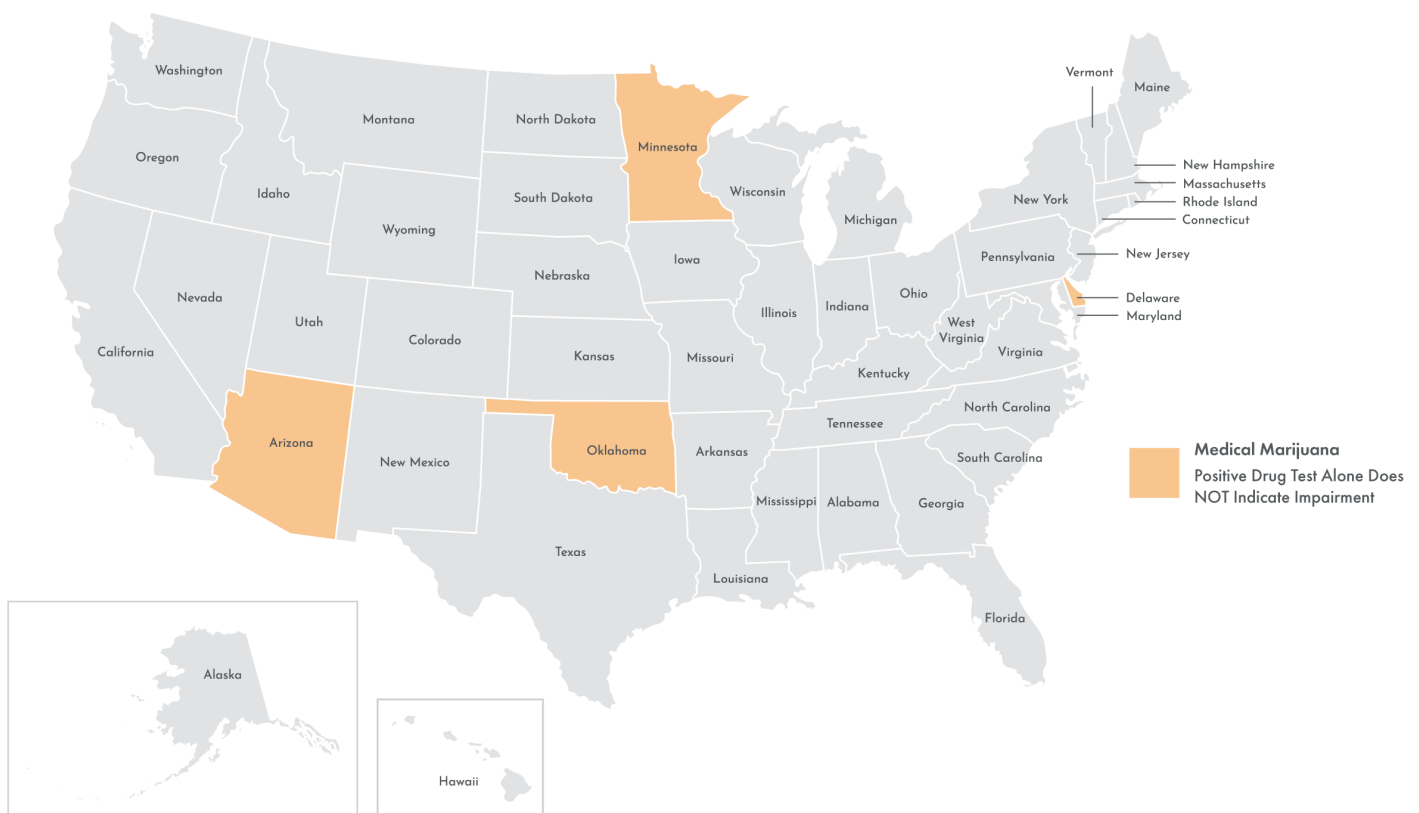 Vermont
Maine
Washington
Montana
North Dakota
Minnesota
Oregon
New Hampshire
Massachusetts
Idaho
South Dakota
Wisconsin
New York
Rhode Island
Michigan
Connecticut
Wyoming
Iowa
Pennsylvania
New Jersey
Nebraska
Nevada
Ohio
Delaware
Indiana
Illinois
Maryland
Utah
West
Virginia
Colorado
California
Kansas
Missouri
Virginia
Kentucky
North Carolina
Tennessee
Arizona
Oklahoma
Arkansas
South Carolina
Medical Marijuana
New Mexico
Positive Drug Test Alone Does
NOT Indicate Impairment
Mississippi
Alabama
Georgia
Texas
Louisiana
Florida
Alaska
Hawaii